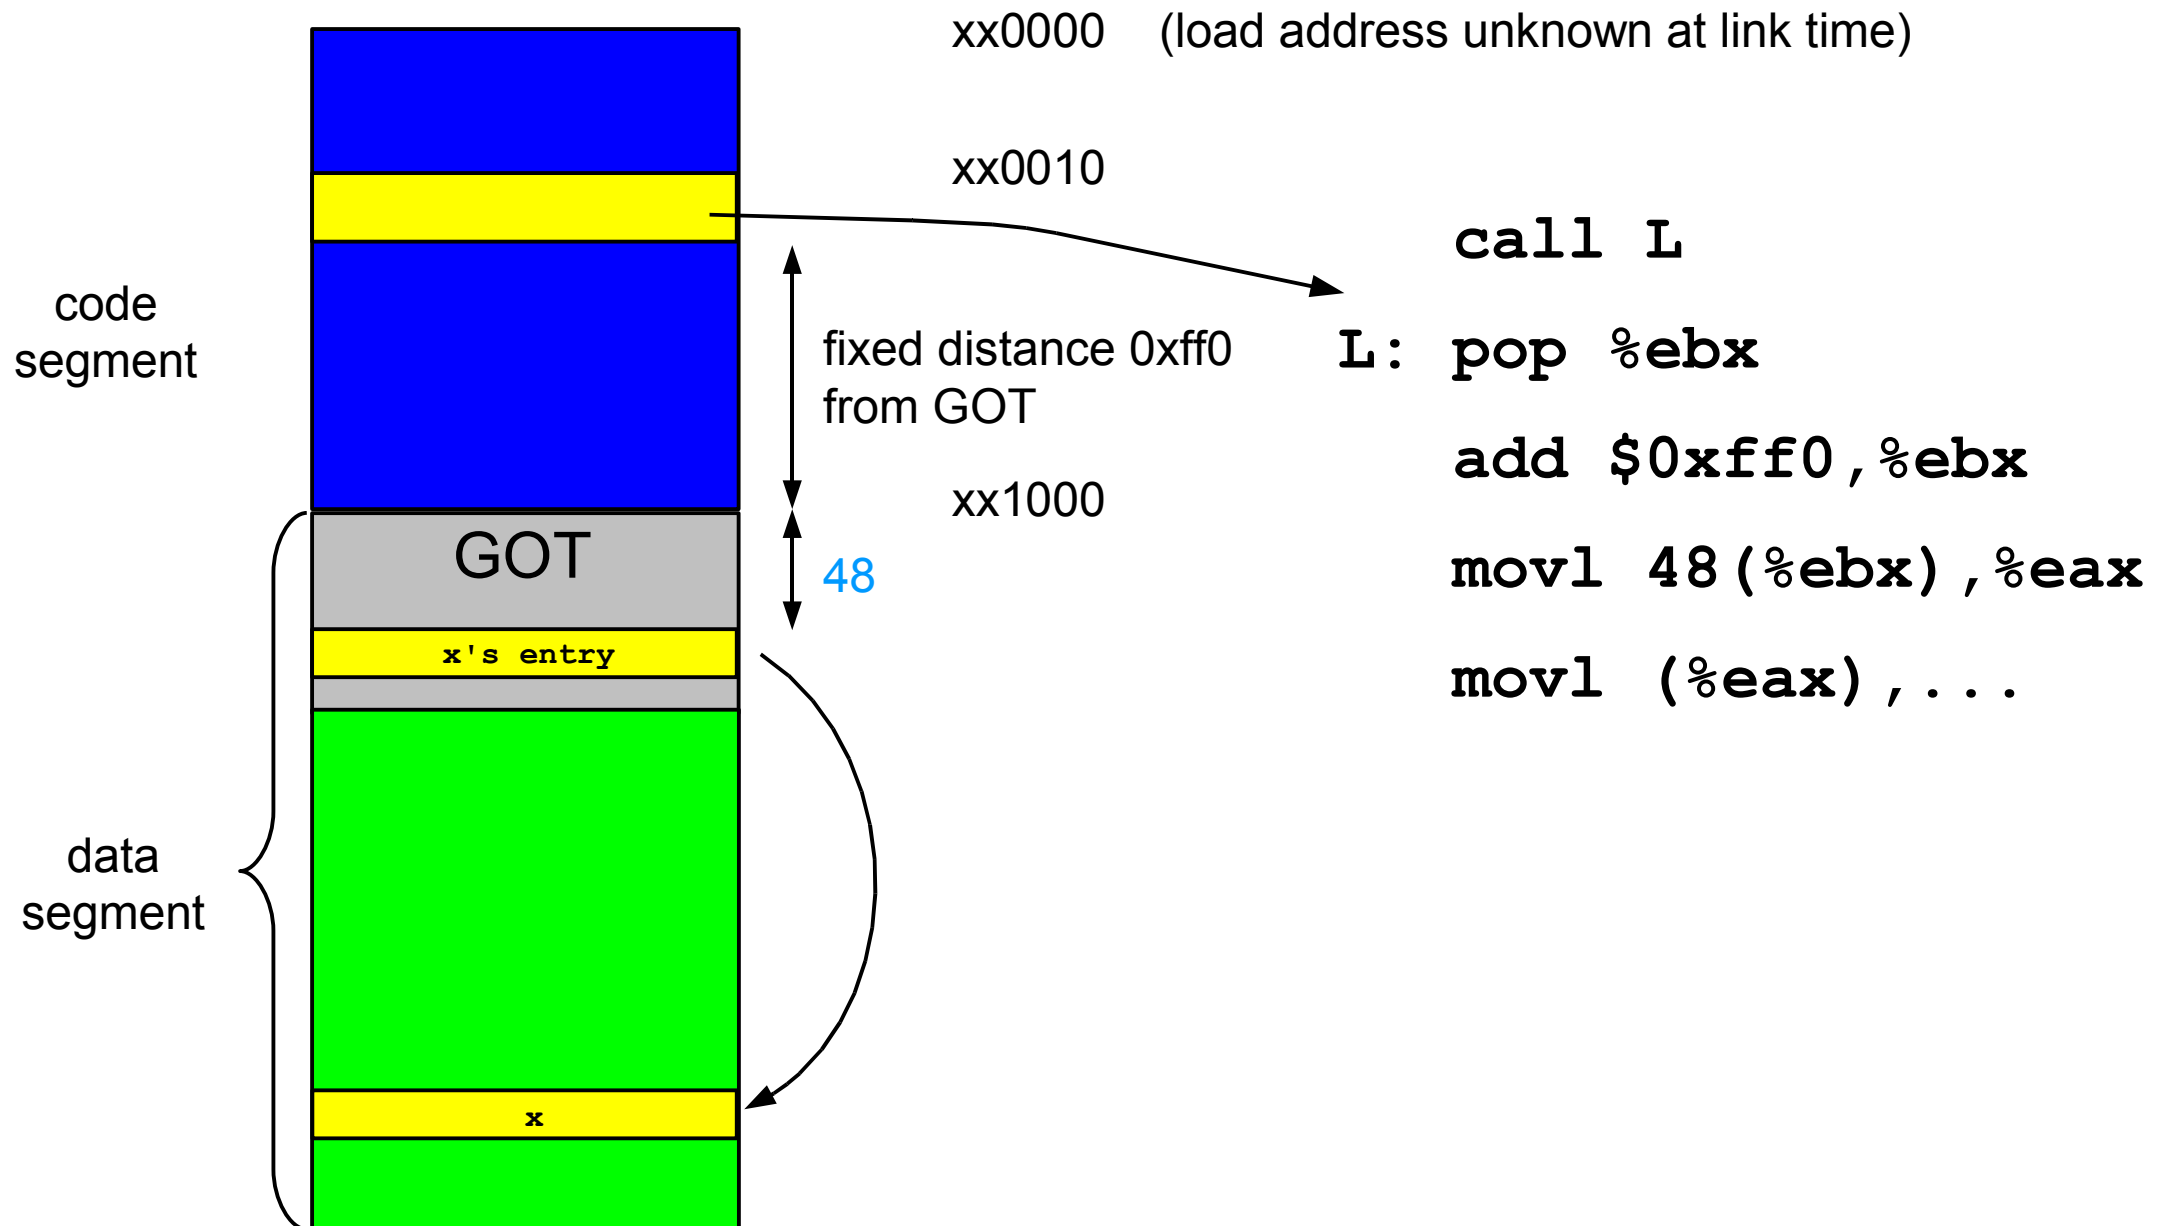 xx0000 (load address unknown at link time)
xx0010
call L
code
segment
fixed distance 0xff0
from GOT
L: pop %ebx
add $0xff0,%ebx
xx1000
GOT
48
movl 48(%ebx),%eax
x's entry
movl (%eax),...
data
segment
x